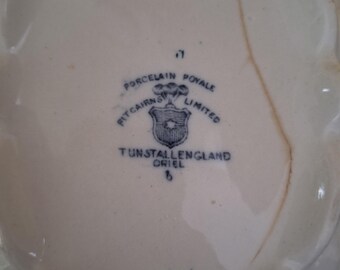 PORCELAIN ROYALE
PITCAIRNS LIMITED
TUNSTALL ENGLAND
ORIEL